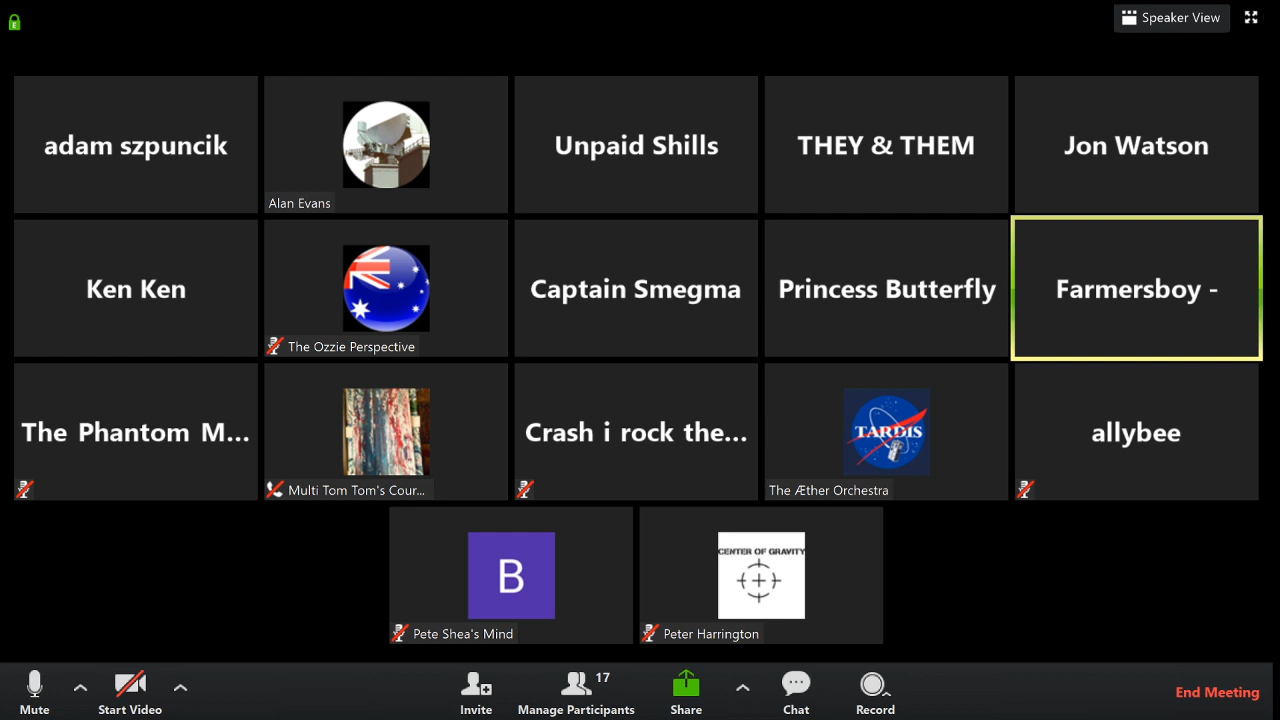 E
Speaker View
adam szpuncik
Alan Evans
Unpaid Shills
THEY & THEM
Jon Watson
Ken Ken
The Ozzie Perspective
Captain Smegma
Princess Butterfly
Farmersboy -
The Phantom M...
Multi Tom Tom's Cour...
Crash i rock the...
TARDIS
The Æther Orchestra
allybee
B
Pete Shea's Mind
CENTER OF GRAVITY
Peter Harrington
Mute
Start Video
Invite
17
Manage Participants
Share
Chat
Record
End Meeting